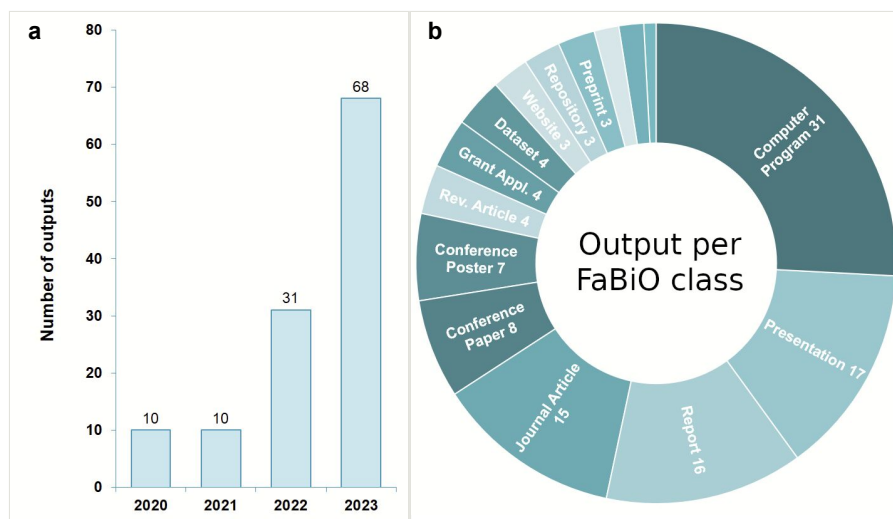 a
80
70
60
50
40
30
20
10
0
Number of outputs
10
10
31
68
2020
2021
2022
2023
b
Output per
FaBiO class
Computer
Program 31
Presentation 17
Report 16
Journal Article
15
Conference
Paper 8
Conference
Poster 7
Rev. Article 4
Grant Appl. 4
Dataset 4
Website 3
Repository 3
Preprint 3